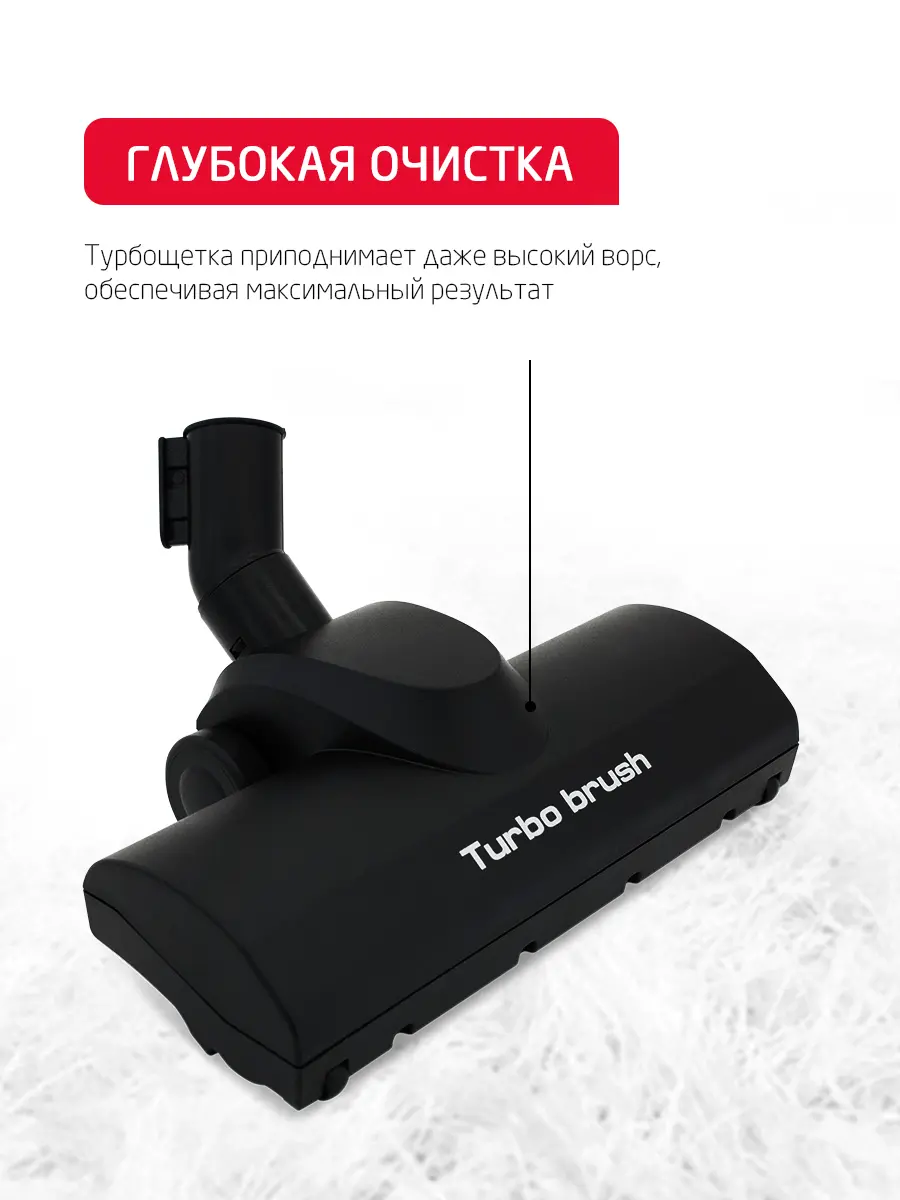 ГЛУБОКАЯ ОЧИСТКА
Турбощетка приподнимает даже высокий ворс,
обеспечивая максимальный результат
Turbo brush